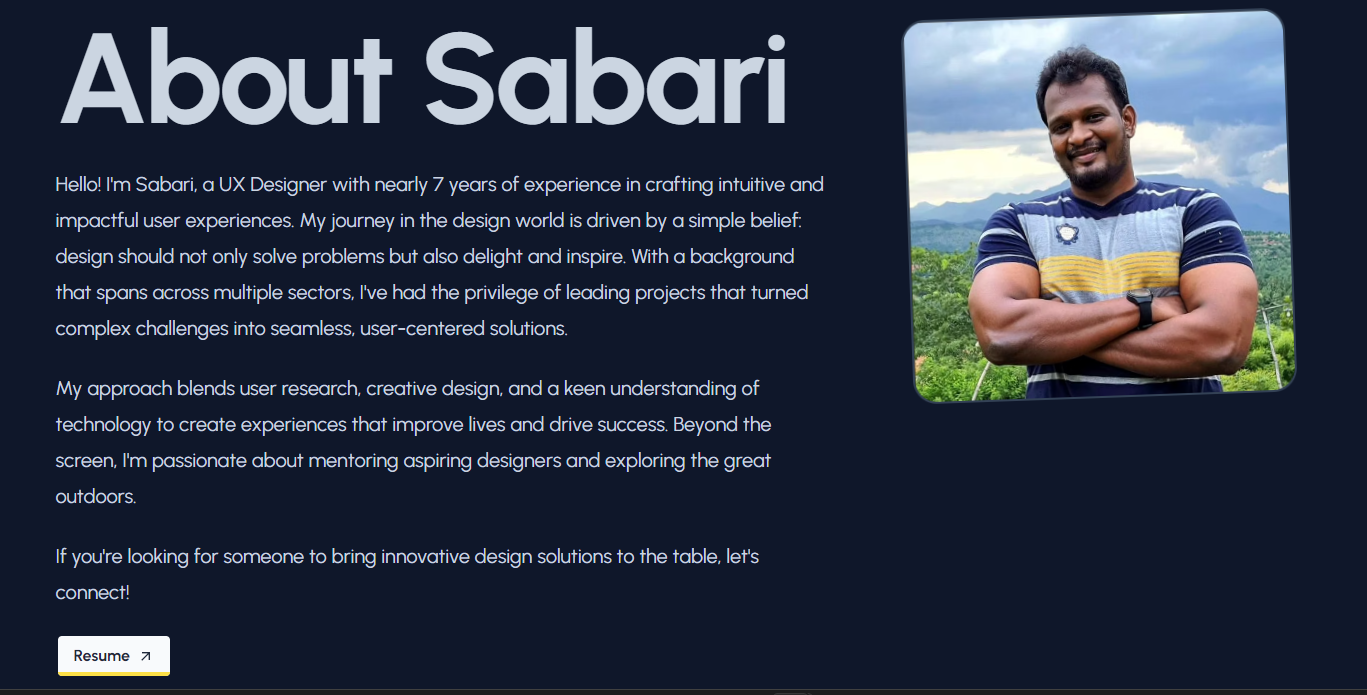 About Sabari
Hello! I'm Sabari, a UX Designer with nearly 7 years of experience in crafting intuitive and
impactful user experiences. My journey in the design world is driven by a simple belief:
design should not only solve problems but also delight and inspire. With a background
that spans across multiple sectors, I've had the privilege of leading projects that turned
complex challenges into seamless, user-centered solutions.
My approach blends user research, creative design, and a keen understanding of
technology to create experiences that improve lives and drive success. Beyond the
screen, I'm passionate about mentoring aspiring designers and exploring the great
outdoors.
If you're looking for someone to bring innovative design solutions to the table, let's
connect!
Resume